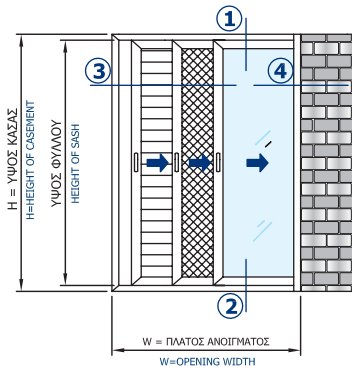 1
3
4
H = ΥΨΟΣ ΚΑΣΑΣ
H=HEIGHT OF CASEMENT
ΥΨΟΣ ΦΥΛΛΟΥ
HEIGHT OF SASH
2
W = ΠΛΑΤΟΣ ΑΝΟΙΓΜΑΤΟΣ
W=OPENING WIDTH